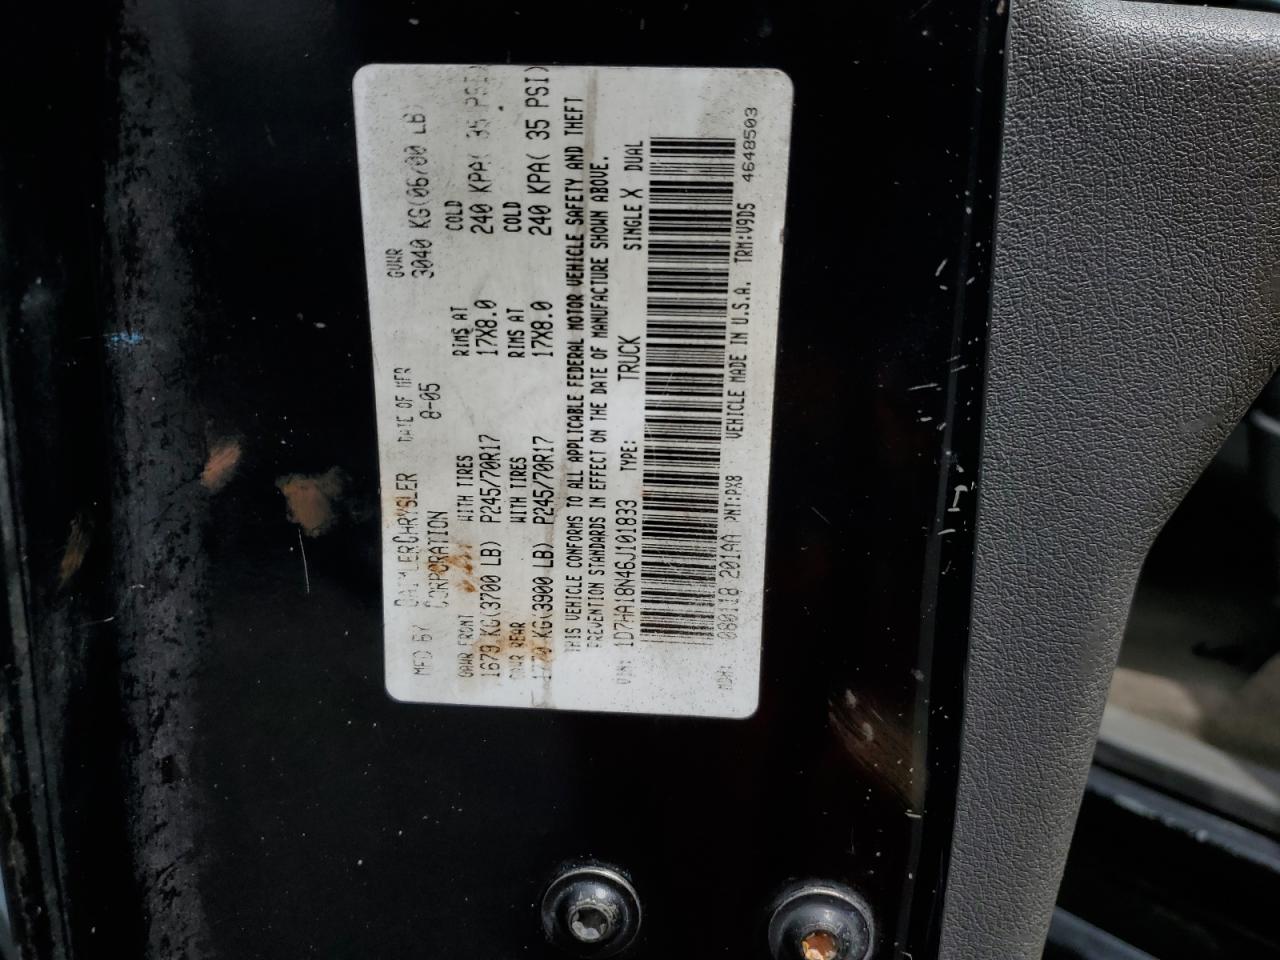 MFD BY DAIMLERCHRYSLER CORPORATION DATE OF MFR 8-05 GVWR 3040 KG(06700 LB)
GAWR FRONT WITH TIRES RIMS AT COLD
1679 KG(3700 LB) P245/70R17 17X8.0 240 KPA( 35 PSI)
GAWR REAR WITH TIRES RIMS AT COLD
1770 KG(3900 LB) P245/70R17 17X8.0 240 KPA( 35 PSI)
THIS VEHICLE CONFORMS TO ALL APPLICABLE FEDERAL MOTOR VEHICLE SAFETY AND THEFT
PREVENTION STANDARDS IN EFFECT ON THE DATE OF MANUFACTURE SHOWN ABOVE.
VIN: 1D7HA18N46J101833 TYPE: TRUCK SINGLE X DUAL
MDH: 080118 201AA PNT:PX8 VEHICLE MADE IN U.S.A. TRM:V9D5 4648503